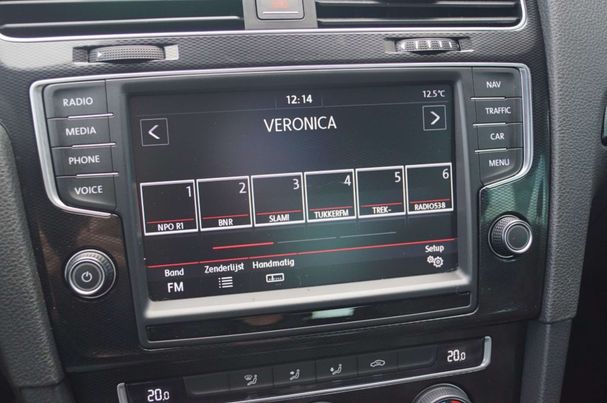 12:14
12.5°C
RADIO
MEDIA
PHONE
VOICE
VERONICA
1 2 3 4 5 6
NPO R1 BNR SLAM! TUKKERFM TREK- RADIO538
Band Zenderlijst Handmatig Setup
FM
NAV
TRAFFIC
CAR
MENU
20.0
20.0